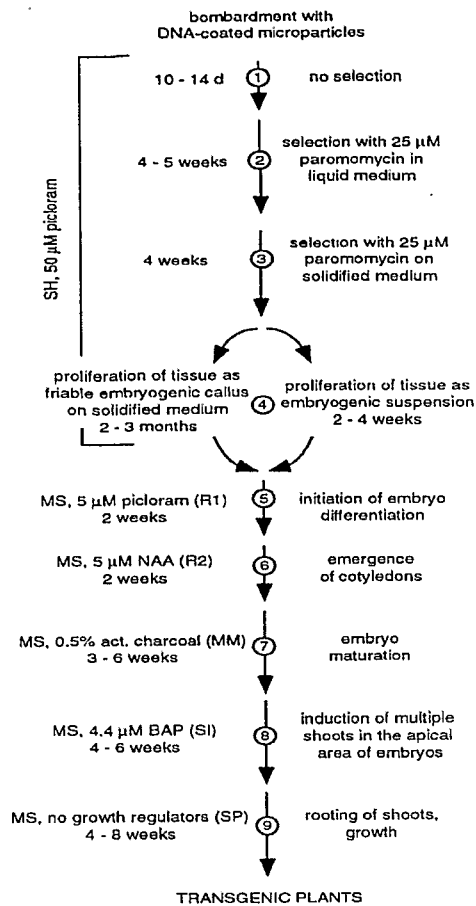 bombardment with
DNA-coated microparticles
SH, 50 µM picloram
10 - 14 d
1
no selection
4 - 5 weeks
2
selection with 25 µM
paromomycin in
liquid medium
4 weeks
3
selection with 25 µM
paromomycin on
solidified medium
proliferation of tissue as
friable embryogenic callus
on solidified medium
2 - 3 months
4
proliferation of tissue as
embryogenic suspension
2 - 4 weeks
MS, 5 µM picloram (R1)
2 weeks
5
initiation of embryo
differentiation
MS, 5 µM NAA (R2)
2 weeks
6
emergence
of cotyledons
MS, 0.5% act. charcoal (MM)
3 - 6 weeks
7
embryo
maturation
MS, 4.4 µM BAP (SI)
4 - 6 weeks
8
induction of multiple
shoots in the apical
area of embryos
MS, no growth regulators (SP)
4 - 8 weeks
9
rooting of shoots,
growth
TRANSGENIC PLANTS